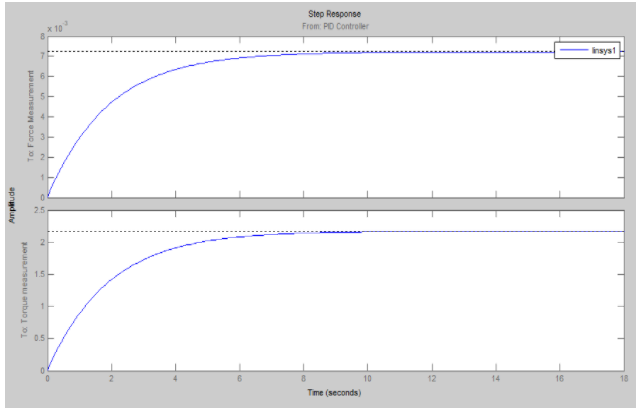 Step Response
From: PID Controller
x 10⁻³
linsys1
8
7
6
5
4
3
2
1
0
To: Force Measurement
Amplitude
2.5
2
1.5
1
0.5
0
To: Torque measurement
0 2 4 6 8 10 12 14 16 18
Time (seconds)